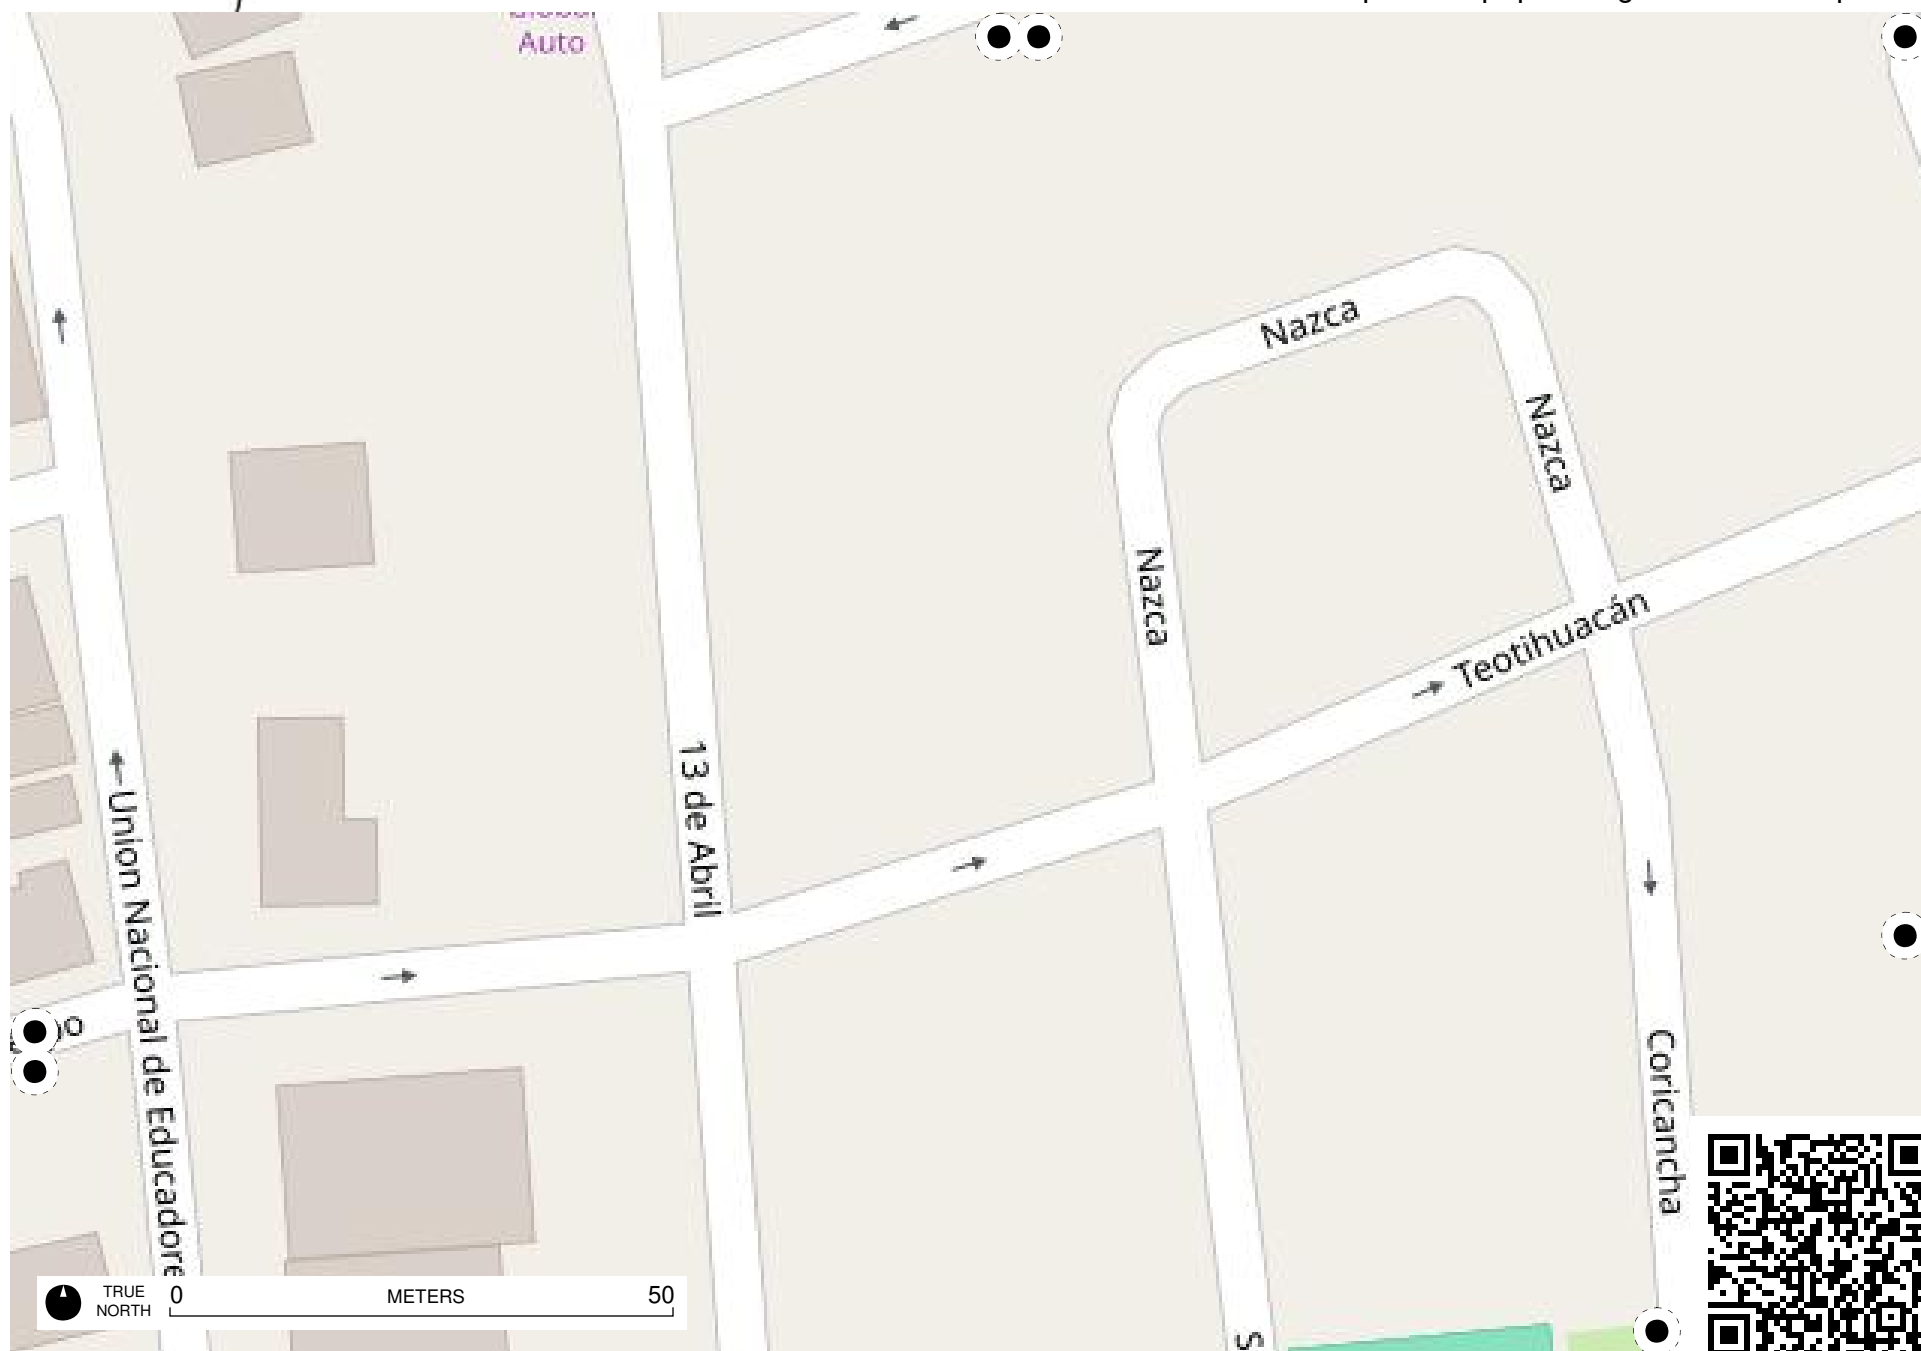 Auto
Nazca
Nazca
Nazca
Teotihuacán
13 de Abril
Union Nacional de Educadore
Coricancha
S
TRUE
NORTH
0
METERS
50